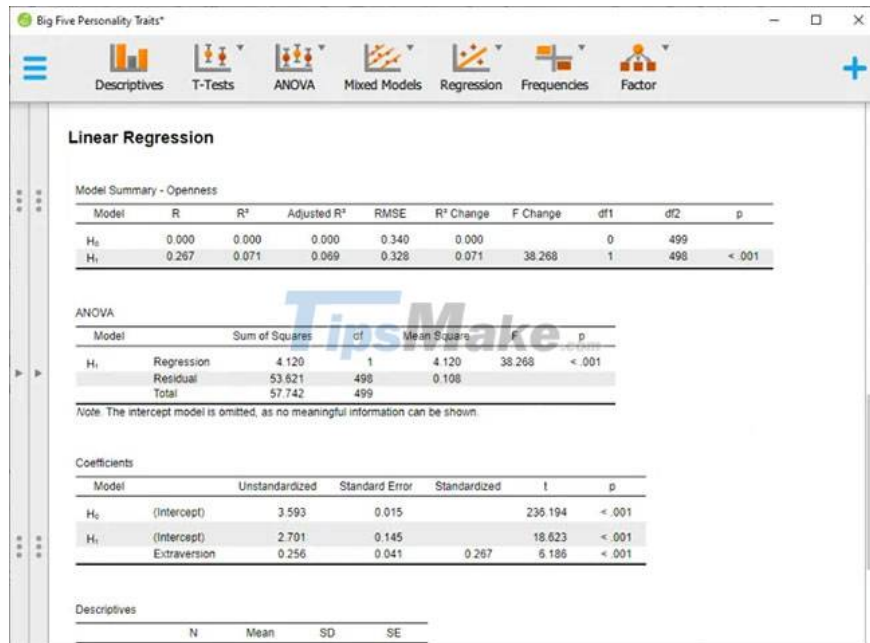 Big Five Personality Traits*
Descriptives T-Tests ANOVA Mixed Models Regression Frequencies Factor
Linear Regression
Model Summary - Openness
Model R R² Adjusted R² RMSE R² Change F Change df1 df2 p
H₀ 0.000 0.000 0.000 0.340 0.000 0 499
H₁ 0.267 0.071 0.069 0.328 0.071 38.268 1 498 < .001
TipsMake.com
ANOVA
Model Sum of Squares df Mean Square F p
H₁ Regression 4.120 1 4.120 38.268 < .001
Residual 53.621 498 0.108
Total 57.742 499
Note. The intercept model is omitted, as no meaningful information can be shown.
Coefficients
Model Unstandardized Standard Error Standardized t p
H₀ (Intercept) 3.593 0.015 236.194 < .001
H₁ (Intercept) 2.701 0.145 18.623 < .001
Extraversion 0.256 0.041 0.267 6.186 < .001
Descriptives
N Mean SD SE